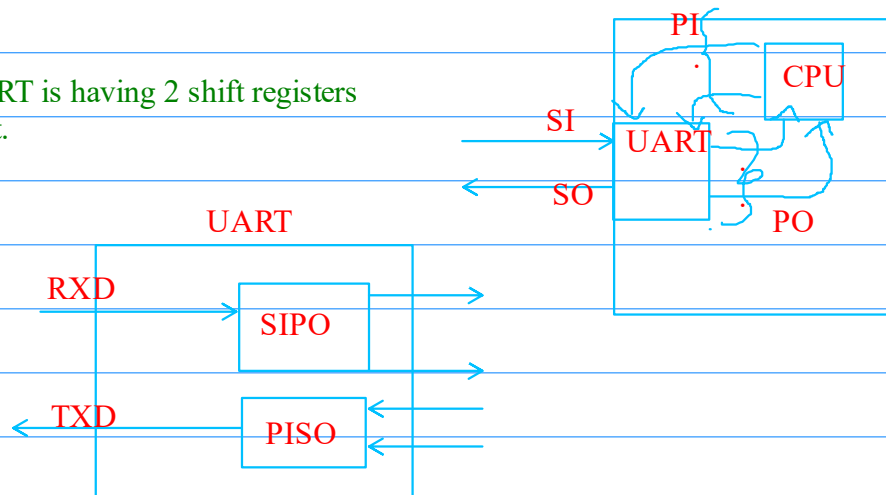 PI
CPU
RT is having 2 shift registers
t.
SI
UART
SO
UART
PO
RXD
SIPO
TXD
PISO